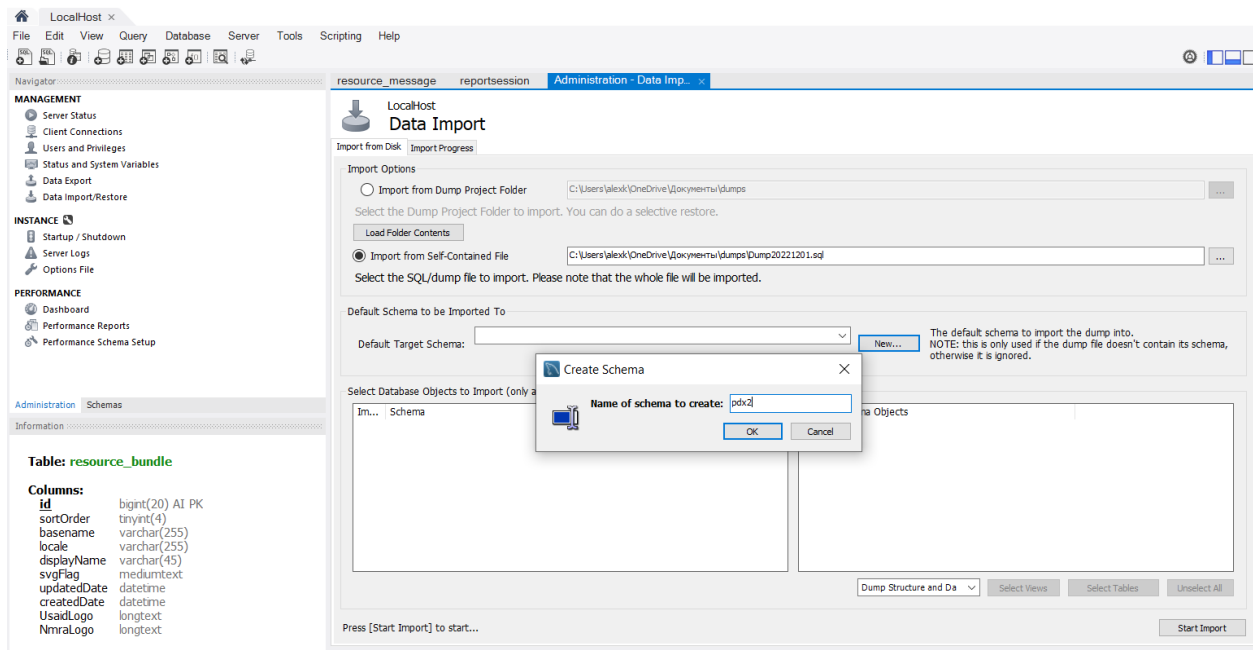 LocalHost ×
File Edit View Query Database Server Tools Scripting Help
Navigator
MANAGEMENT
Server Status
Client Connections
Users and Privileges
Status and System Variables
Data Export
Data Import/Restore
INSTANCE
Startup / Shutdown
Server Logs
Options File
PERFORMANCE
Dashboard
Performance Reports
Performance Schema Setup
Administration Schemas
Information
Table: resource_bundle
Columns:
id bigint(20) AI PK
sortOrder tinyint(4)
basename varchar(255)
locale varchar(255)
displayName varchar(45)
svgFlag mediumtext
updatedDate datetime
createdDate datetime
UsaidLogo longtext
NmraLogo longtext
resource_message reportsession Administration - Data Imp... ×
LocalHost
Data Import
Import from Disk Import Progress
Import Options
Import from Dump Project Folder C:\Users\alexk\OneDrive\Документы\dumps ...
Select the Dump Project Folder to import. You can do a selective restore.
Load Folder Contents
Import from Self-Contained File C:\Users\alexk\OneDrive\Документы\dumps\Dump20221201.sql ...
Select the SQL/dump file to import. Please note that the whole file will be imported.
Default Schema to be Imported To
Default Target Schema: New...
The default schema to import the dump into.
NOTE: this is only used if the dump file doesn't contain its schema,
otherwise it is ignored.
Create Schema
Name of schema to create: pdx2
OK Cancel
Select Database Objects to Import (only a
Im... Schema
na Objects
Dump Structure and Da Select Views Select Tables Unselect All
Press [Start Import] to start... Start Import